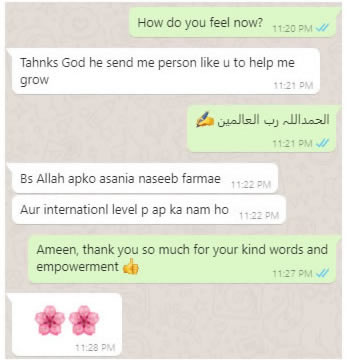 How do you feel now?
11:20 PM
Tahnks God he send me person like u to help me
grow
11:21 PM
الحمداللہ رب العالمین ✍️
11:21 PM
Bs Allah apko asania naseeb farmae
11:22 PM
Aur internationl level p ap ka nam ho
11:22 PM
Ameen, thank you so much for your kind words and
empowerment 👍
11:27 PM
🌸🌸
11:28 PM